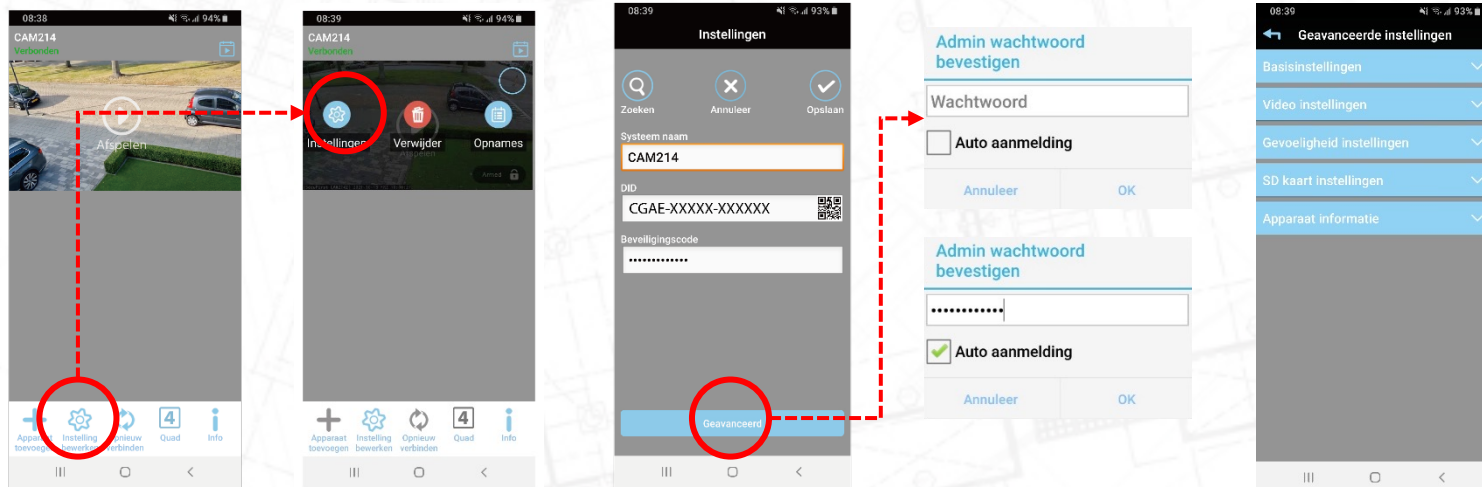 08:38
94%
CAM214
Verbonden
Afspelen
Apparaat toevoegen
Instelling bewerken
Opnieuw verbinden
4
Quad
Info
08:39
94%
CAM214
Verbonden
Instellingen
Verwijder
Opnames
Afspelen
Armed
Apparaat toevoegen
Instelling bewerken
Opnieuw verbinden
4
Quad
Info
08:39
93%
Instellingen
Zoeken
Annuleer
Opslaan
Systeem naam
CAM214
DID
CGAE-XXXXX-XXXXXX
Beveiligingscode
•••••••••••••
Geavanceerd
Admin wachtwoord
bevestigen
Wachtwoord
Auto aanmelding
Annuleer
OK
Admin wachtwoord
bevestigen
••••••••••••
Auto aanmelding
Annuleer
OK
08:39
93%
Geavanceerde instellingen
Basisinstellingen
Video instellingen
Gevoeligheid instellingen
SD kaart instellingen
Apparaat informatie